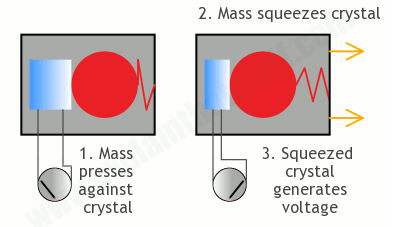 2. Mass squeezes crystal
1. Mass
presses
against
crystal
3. Squeezed
crystal
generates
voltage